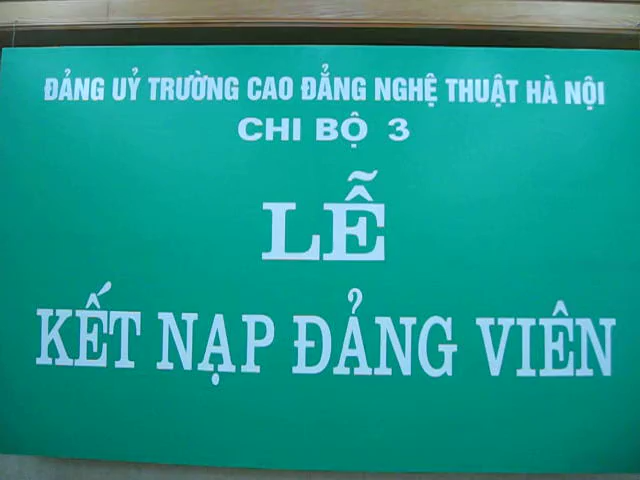 ĐẢNG UỶ TRƯỜNG CAO ĐẲNG NGHỆ THUẬT HÀ NỘI
CHI BỘ 3
LỄ
KẾT NẠP ĐẢNG VIÊN